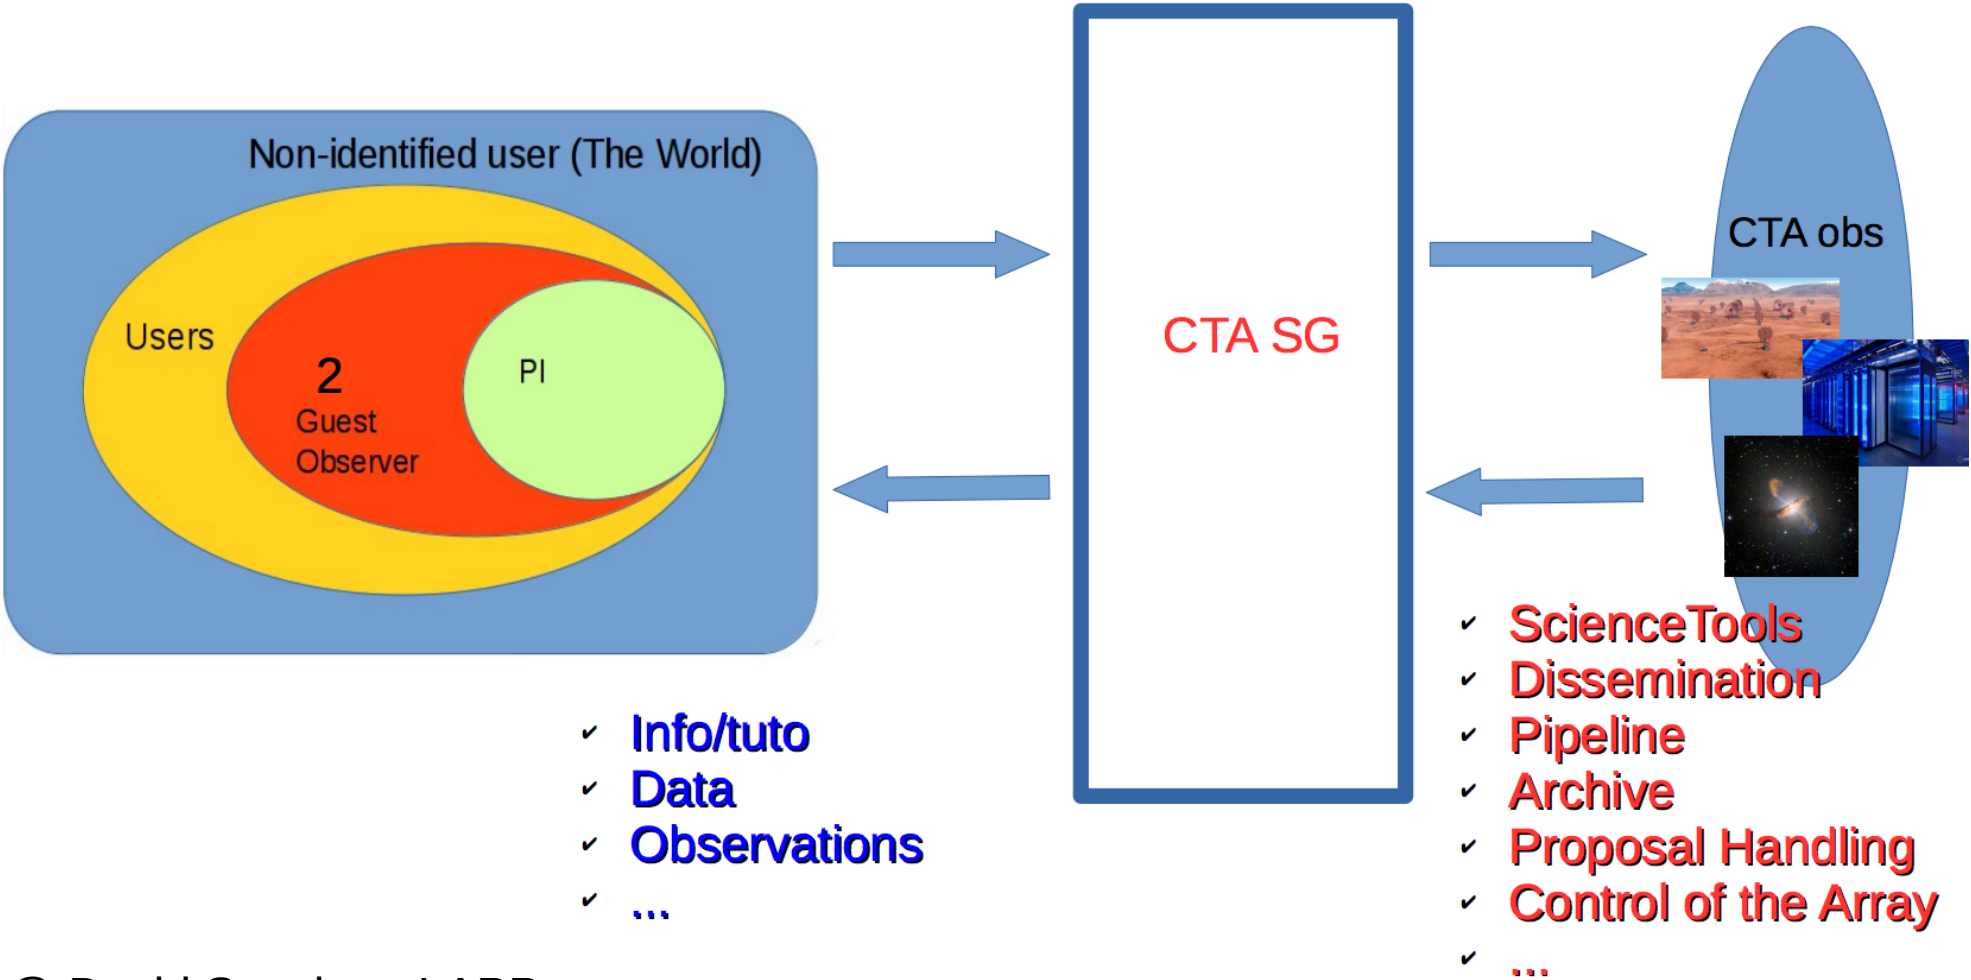 Non-identified user (The World)
Users
2
Guest
Observer
PI
CTA SG
CTA obs
Info/tuto
Data
Observations
...
ScienceTools
Dissemination
Pipeline
Archive
Proposal Handling
Control of the Array
...